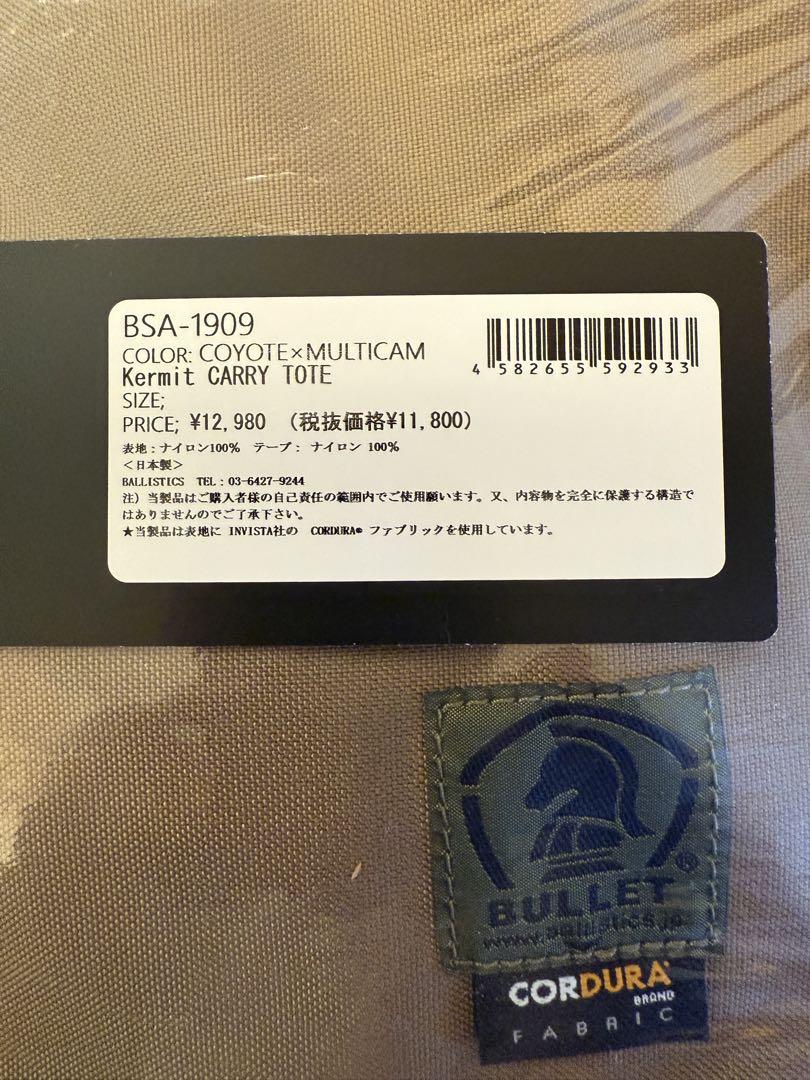 BSA-1909
COLOR: COYOTE×MULTICAM
Kermit CARRY TOTE
SIZE;
PRICE; ¥12,980 (税抜価格¥11,800)
4 582655 592933
表地:ナイロン100% テープ: ナイロン 100%
<日本製>
BALLISTICS TEL:03-6427-9244
注)当製品はご購入者様の自己責任の範囲内でご使用願います。又、内容物を完全に保護する構造で
はありませんのでご了承下さい。
★当製品は表地に INVISTA社の CORDURA® ファブリックを使用しています。
BULLET®
www.ballistics.jp
CORDURA®
BRAND
FABRIC